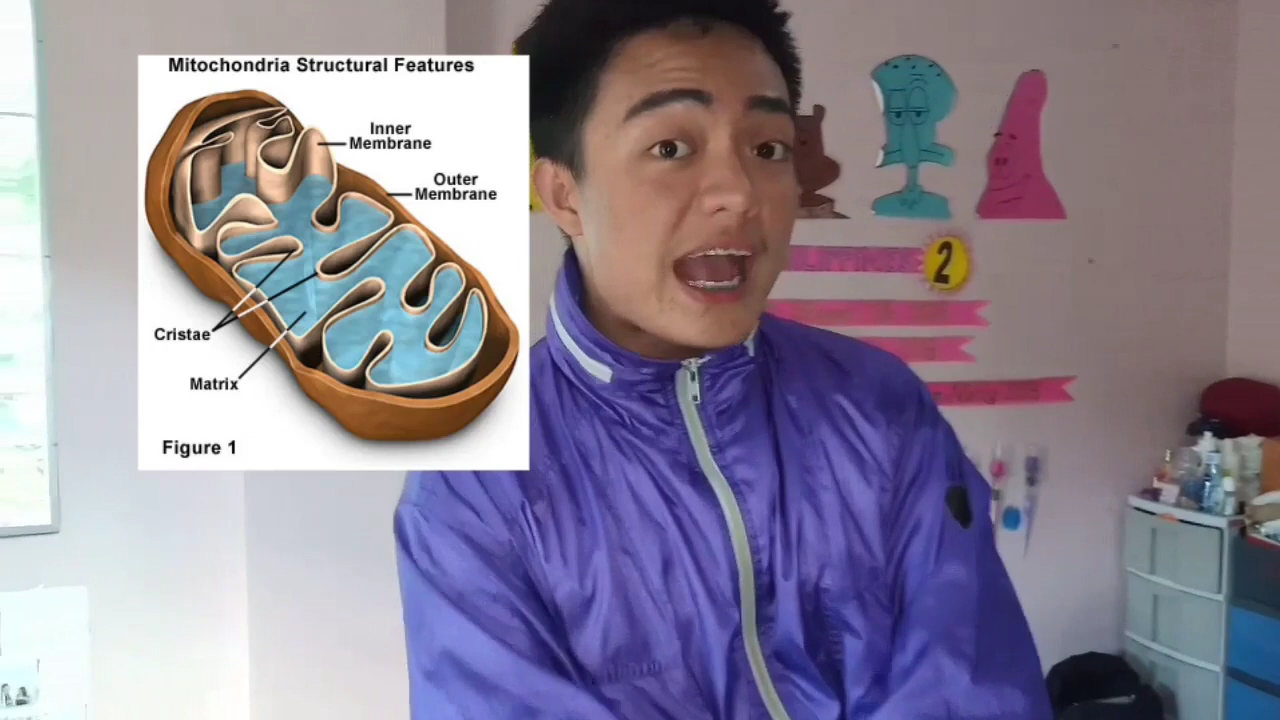 Mitochondria Structural Features
Inner
Membrane
Outer
Membrane
Cristae
Matrix
Figure 1
2